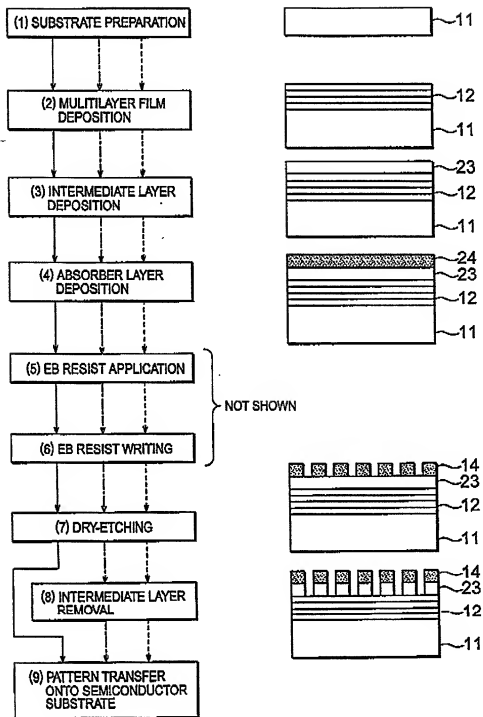 (1) SUBSTRATE PREPARATION
11
(2) MULTILAYER FILM
DEPOSITION
12
11
(3) INTERMEDIATE LAYER
DEPOSITION
23
12
11
(4) ABSORBER LAYER
DEPOSITION
24
23
12
11
(5) EB RESIST APPLICATION
NOT SHOWN
(6) EB RESIST WRITING
(7) DRY-ETCHING
14
23
12
11
(8) INTERMEDIATE LAYER
REMOVAL
14
23
12
11
(9) PATTERN TRANSFER
ONTO SEMICONDUCTOR
SUBSTRATE